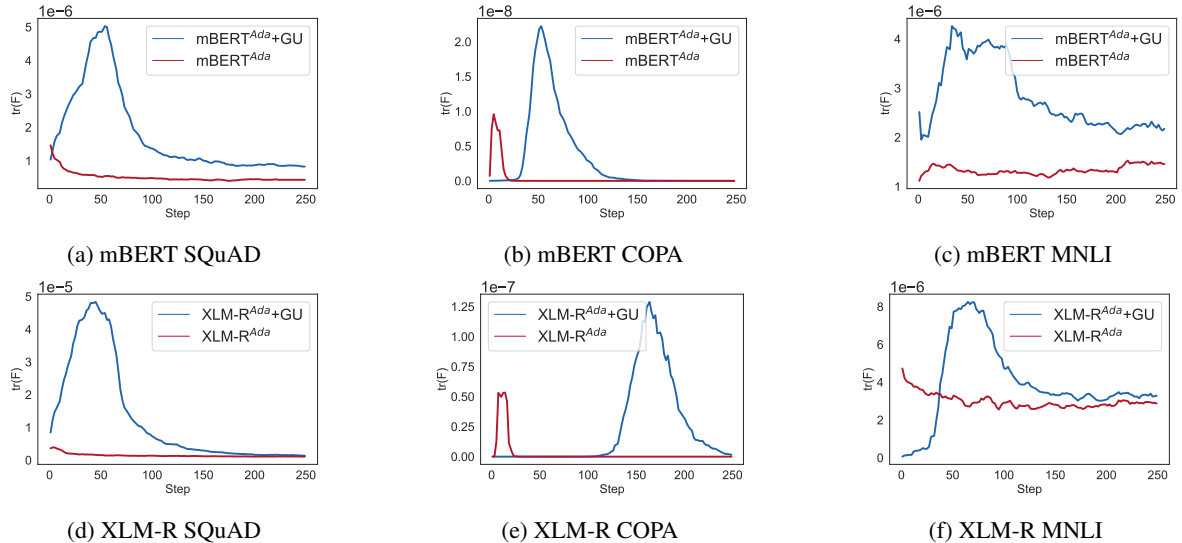 1e−6
5
4
3
2
1
tr(F)
0 50 100 150 200 250
Step
mBERT^Ada+GU
mBERT^Ada
(a) mBERT SQuAD
1e−8
2.0
1.5
1.0
0.5
0.0
tr(F)
0 50 100 150 200 250
Step
mBERT^Ada+GU
mBERT^Ada
(b) mBERT COPA
1e−6
4
3
2
1
tr(F)
0 50 100 150 200 250
Step
mBERT^Ada+GU
mBERT^Ada
(c) mBERT MNLI
1e−5
5
4
3
2
1
0
tr(F)
0 50 100 150 200 250
Step
XLM-R^Ada+GU
XLM-R^Ada
(d) XLM-R SQuAD
1e−7
1.25
1.00
0.75
0.50
0.25
0.00
tr(F)
0 50 100 150 200 250
Step
XLM-R^Ada+GU
XLM-R^Ada
(e) XLM-R COPA
1e−6
8
6
4
2
0
tr(F)
0 50 100 150 200 250
Step
XLM-R^Ada+GU
XLM-R^Ada
(f) XLM-R MNLI